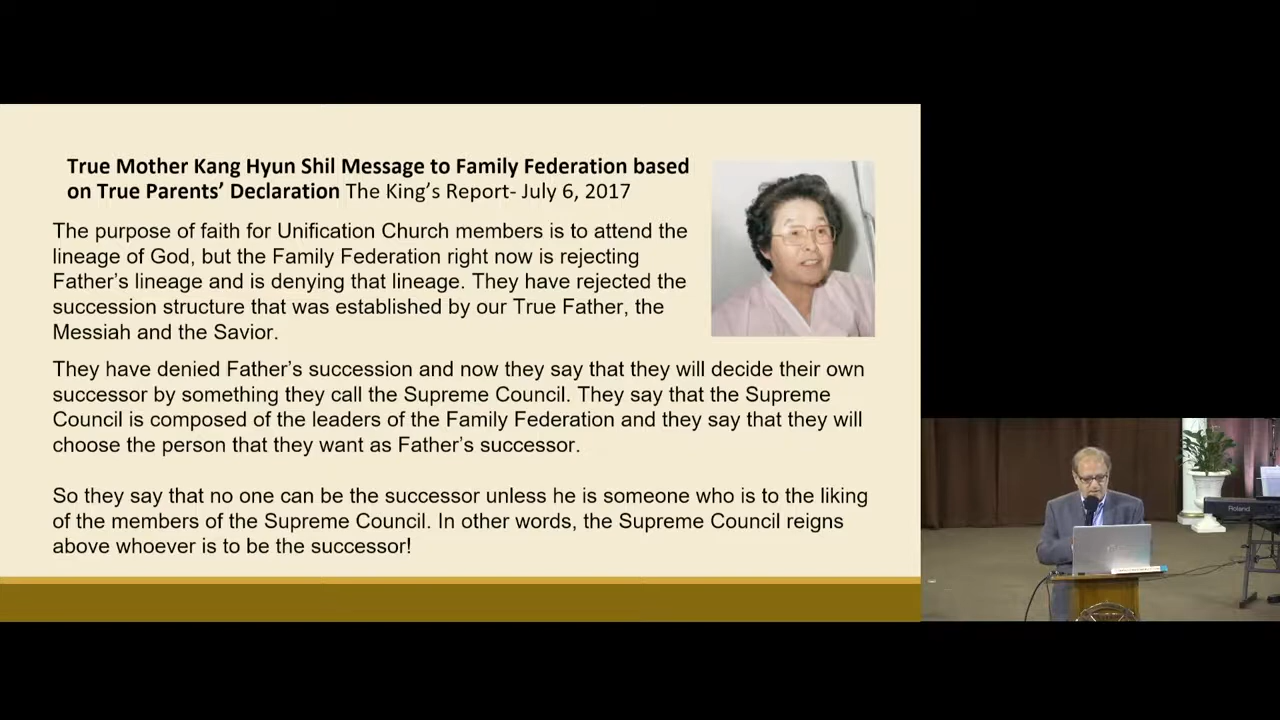 True Mother Kang Hyun Shil Message to Family Federation based
on True Parents’ Declaration The King’s Report- July 6, 2017
The purpose of faith for Unification Church members is to attend the
lineage of God, but the Family Federation right now is rejecting
Father’s lineage and is denying that lineage. They have rejected the
succession structure that was established by our True Father, the
Messiah and the Savior.
They have denied Father’s succession and now they say that they will decide their own
successor by something they call the Supreme Council. They say that the Supreme
Council is composed of the leaders of the Family Federation and they say that they will
choose the person that they want as Father’s successor.
So they say that no one can be the successor unless he is someone who is to the liking
of the members of the Supreme Council. In other words, the Supreme Council reigns
above whoever is to be the successor!
Roland